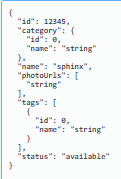 {
  "id": 12345,
  "category": {
    "id": 0,
    "name": "string"
  },
  "name": "sphinx",
  "photoUrls": [
    "string"
  ],
  "tags": [
    {
      "id": 0,
      "name": "string"
    }
  ],
  "status": "available"
}